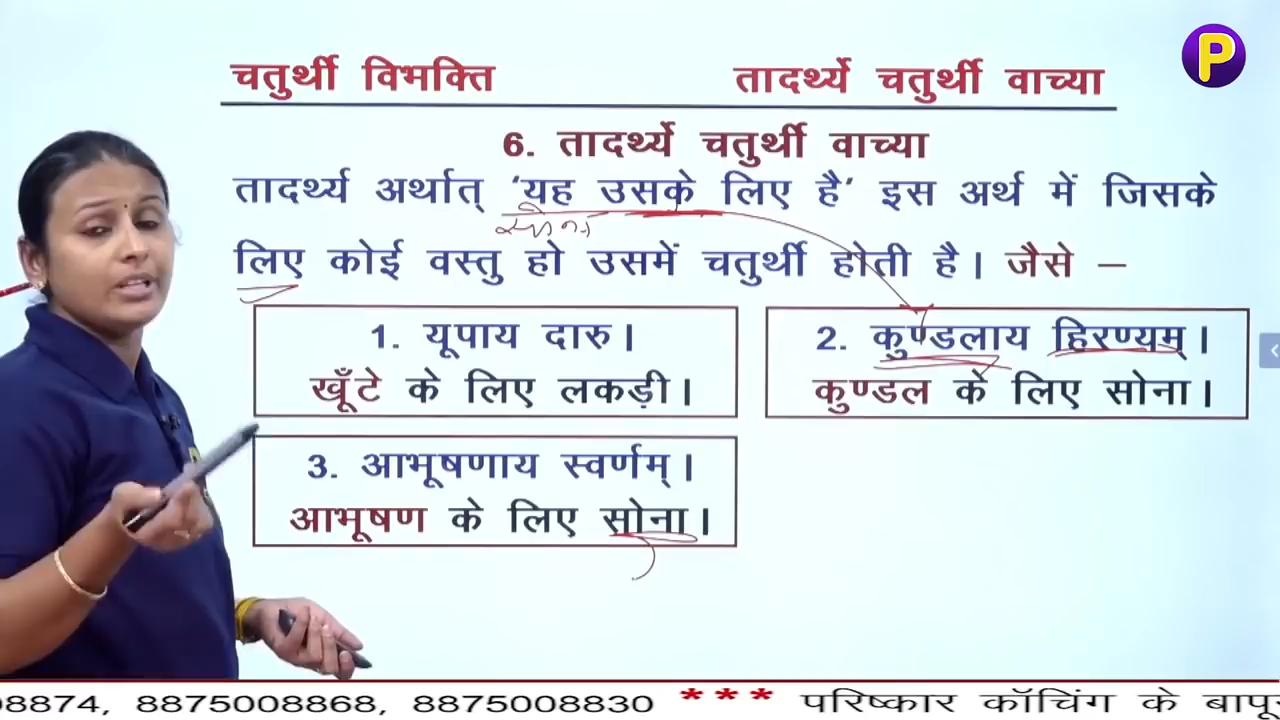 चतुर्थी विभक्ति तादर्थ्ये चतुर्थी वाच्या
P
6. तादर्थ्ये चतुर्थी वाच्या
तादर्थ्य अर्थात् 'यह उसके लिए है' इस अर्थ में जिसके
सोना
लिए कोई वस्तु हो उसमें चतुर्थी होती है। जैसे –
1. यूपाय दारु।
खूँटे के लिए लकड़ी।
2. कुण्डलाय हिरण्यम्।
कुण्डल के लिए सोना।
3. आभूषणाय स्वर्णम्।
आभूषण के लिए सोना।
08874, 8875008868, 8875008830 *** परिष्कार कॉचिंग के बापू